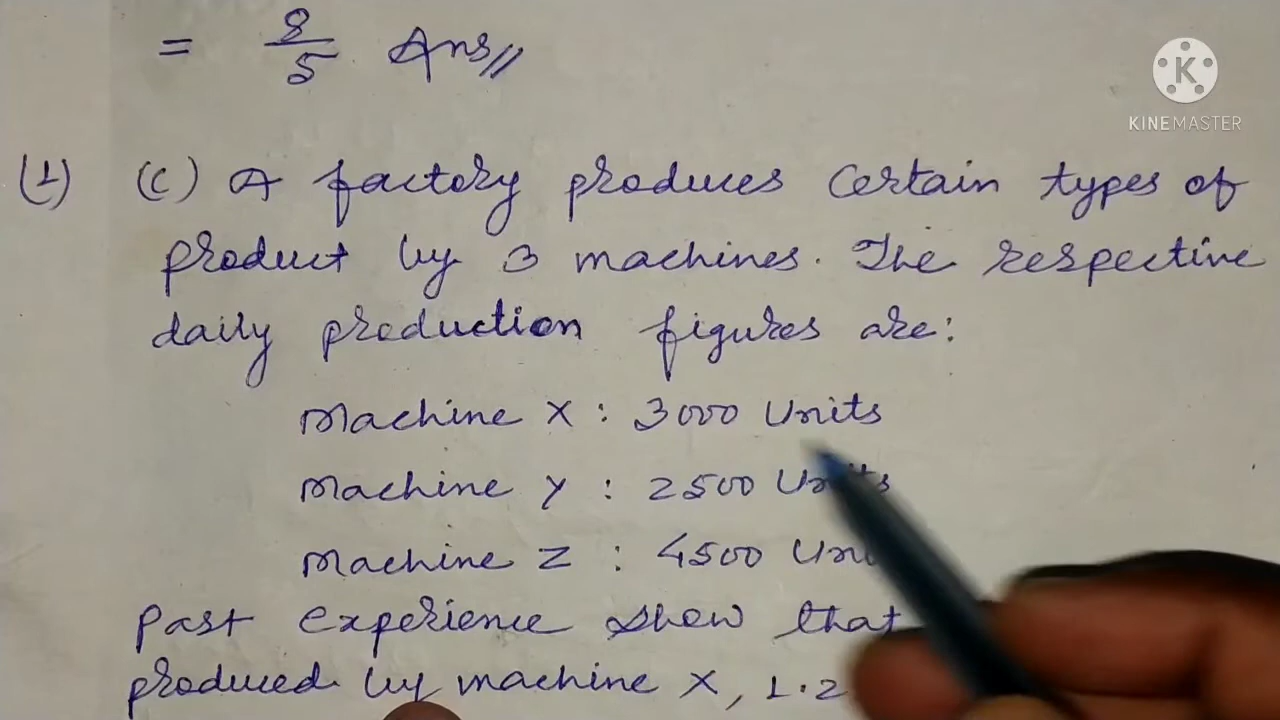 = 8/5 Ans//
KINEMASTER
(1) (C) A factory produces certain types of
product by 3 machines. The respective
daily production figures are:
Machine X : 3000 Units
Machine Y : 2500 Units
Machine Z : 4500
Past experience show that
produced by machine X, 1.2